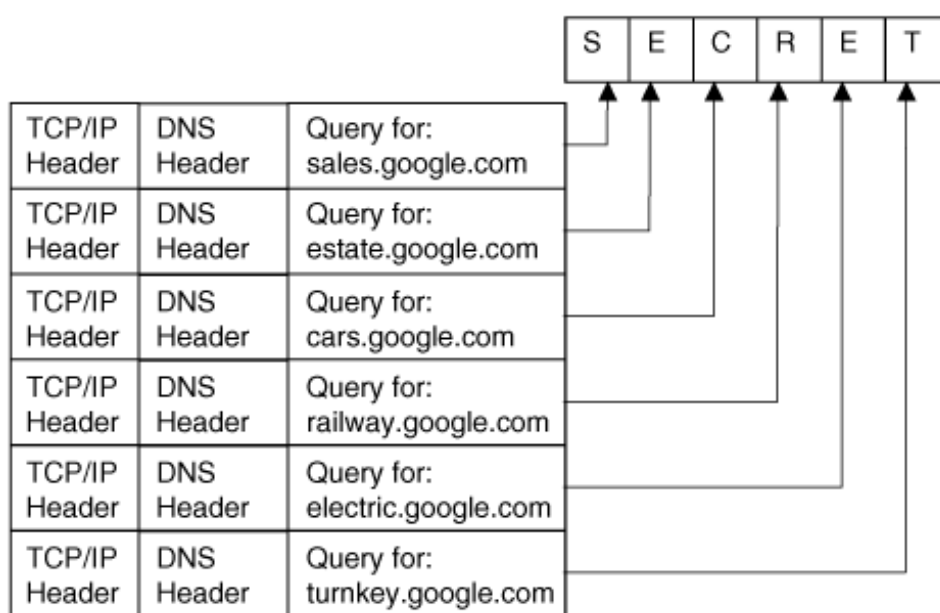 S E C R E T
TCP/IP Header DNS Header Query for: sales.google.com
TCP/IP Header DNS Header Query for: estate.google.com
TCP/IP Header DNS Header Query for: cars.google.com
TCP/IP Header DNS Header Query for: railway.google.com
TCP/IP Header DNS Header Query for: electric.google.com
TCP/IP Header DNS Header Query for: turnkey.google.com